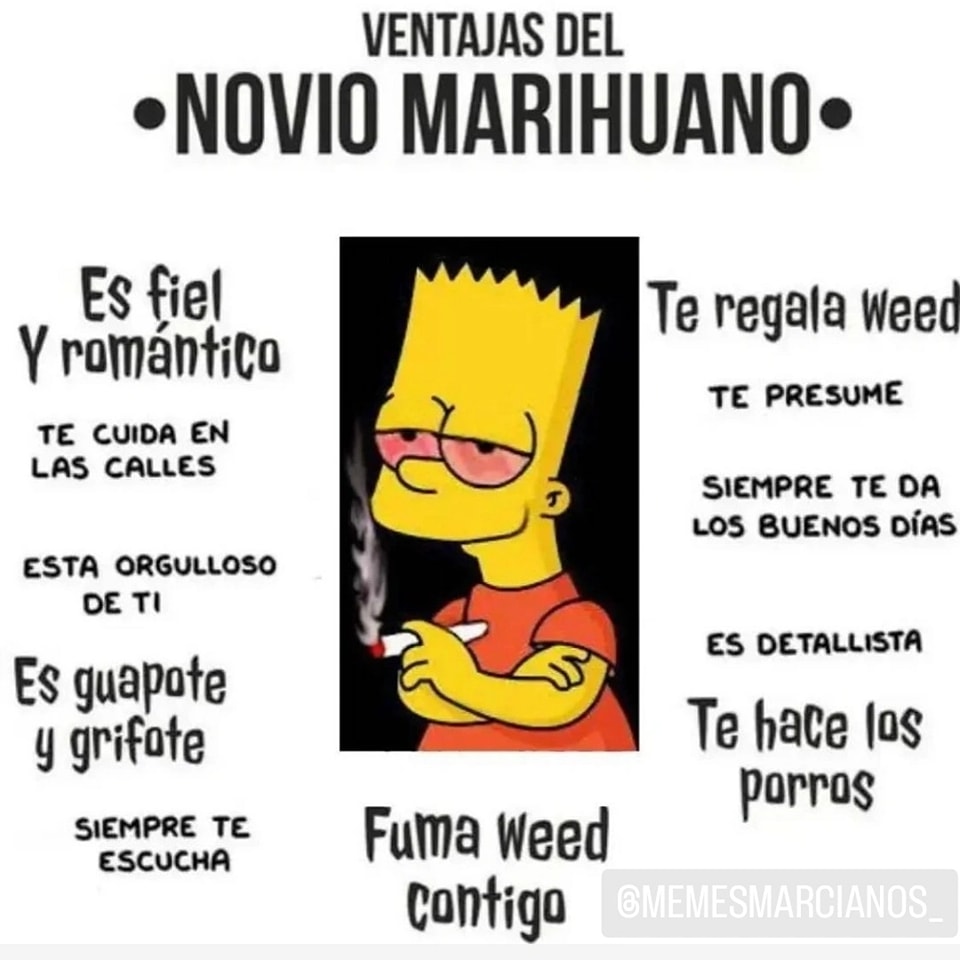 VENTAJAS DEL
•NOVIO MARIHUANO•
Es fiel
Y romántico
TE CUIDA EN
LAS CALLES
ESTA ORGULLOSO
DE TI
Es guapote
y grifote
SIEMPRE TE
ESCUCHA
Te regala weed
TE PRESUME
SIEMPRE TE DA
LOS BUENOS DÍAS
ES DETALLISTA
Te hace los
porros
Fuma weed
contigo
@MEMESMARCIANOS_